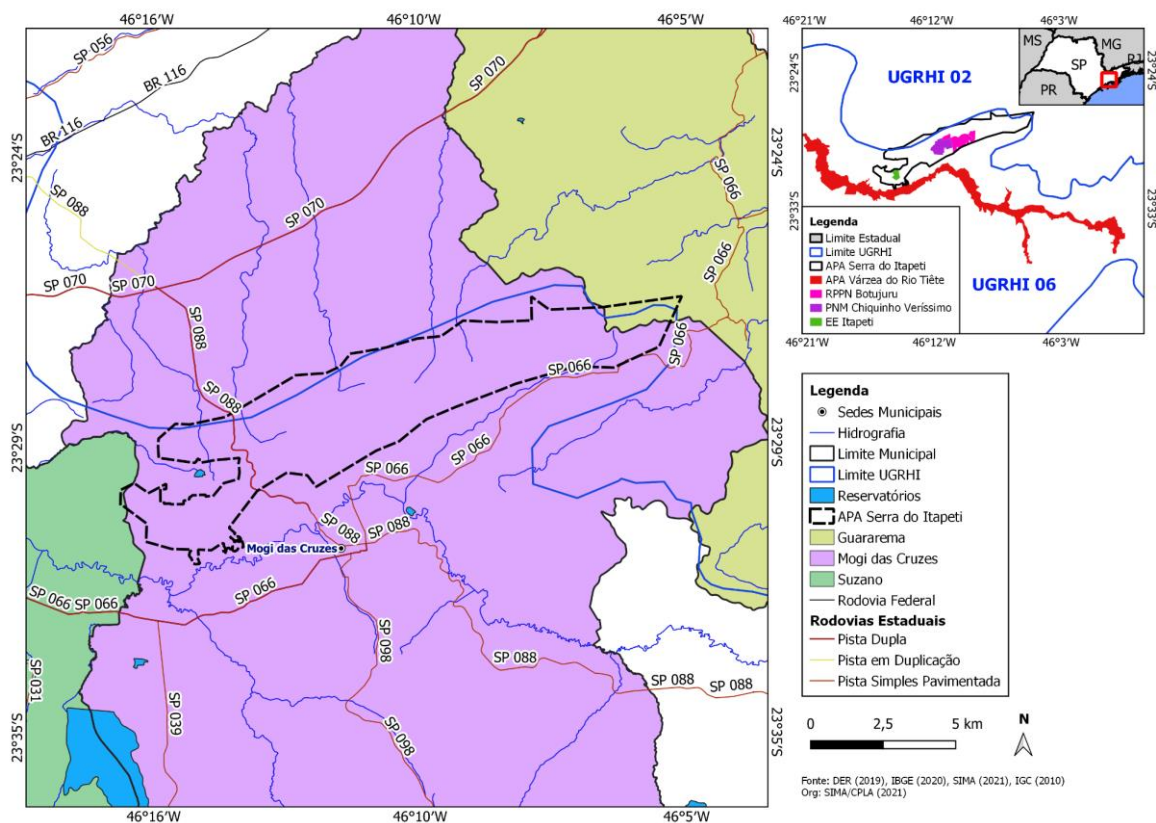 46°16'W
46°10'W
46°5'W
SP 056
BR 116
BR 116
SP 070
SP 070
SP 070
SP 070
SP 088
SP 088
SP 088
SP 066
SP 066
SP 066
SP 066
SP 066
SP 066
SP 088
SP 088
Mogi das Cruzes
SP 066
SP 066
SP 066
SP 031
SP 039
SP 098
SP 098
SP 088
SP 088
SP 088
23°24'S
23°29'S
23°35'S
23°24'S
23°29'S
23°35'S
46°16'W
46°10'W
46°5'W
46°21'W
46°12'W
46°3'W
23°24'S
23°33'S
23°24'S
23°33'S
MS
MG
SP
RJ
PR
UGRHI 02
UGRHI 06
Legenda
Limite Estadual
Limite UGRHI
APA Serra do Itapeti
APA Várzea do Rio Tiête
RPPN Botujuru
PNM Chiquinho Veríssimo
EE Itapeti
46°21'W
46°12'W
46°3'W
Legenda
Sedes Municipais
Hidrografia
Limite Municipal
Limite UGRHI
Reservatórios
APA Serra do Itapeti
Guararema
Mogi das Cruzes
Suzano
Rodovia Federal
Rodovias Estaduais
Pista Dupla
Pista em Duplicação
Pista Simples Pavimentada
0 2,5 5 km
N
Fonte: DER (2019), IBGE (2020), SIMA (2021), IGC (2010)
Org: SIMA/CPLA (2021)